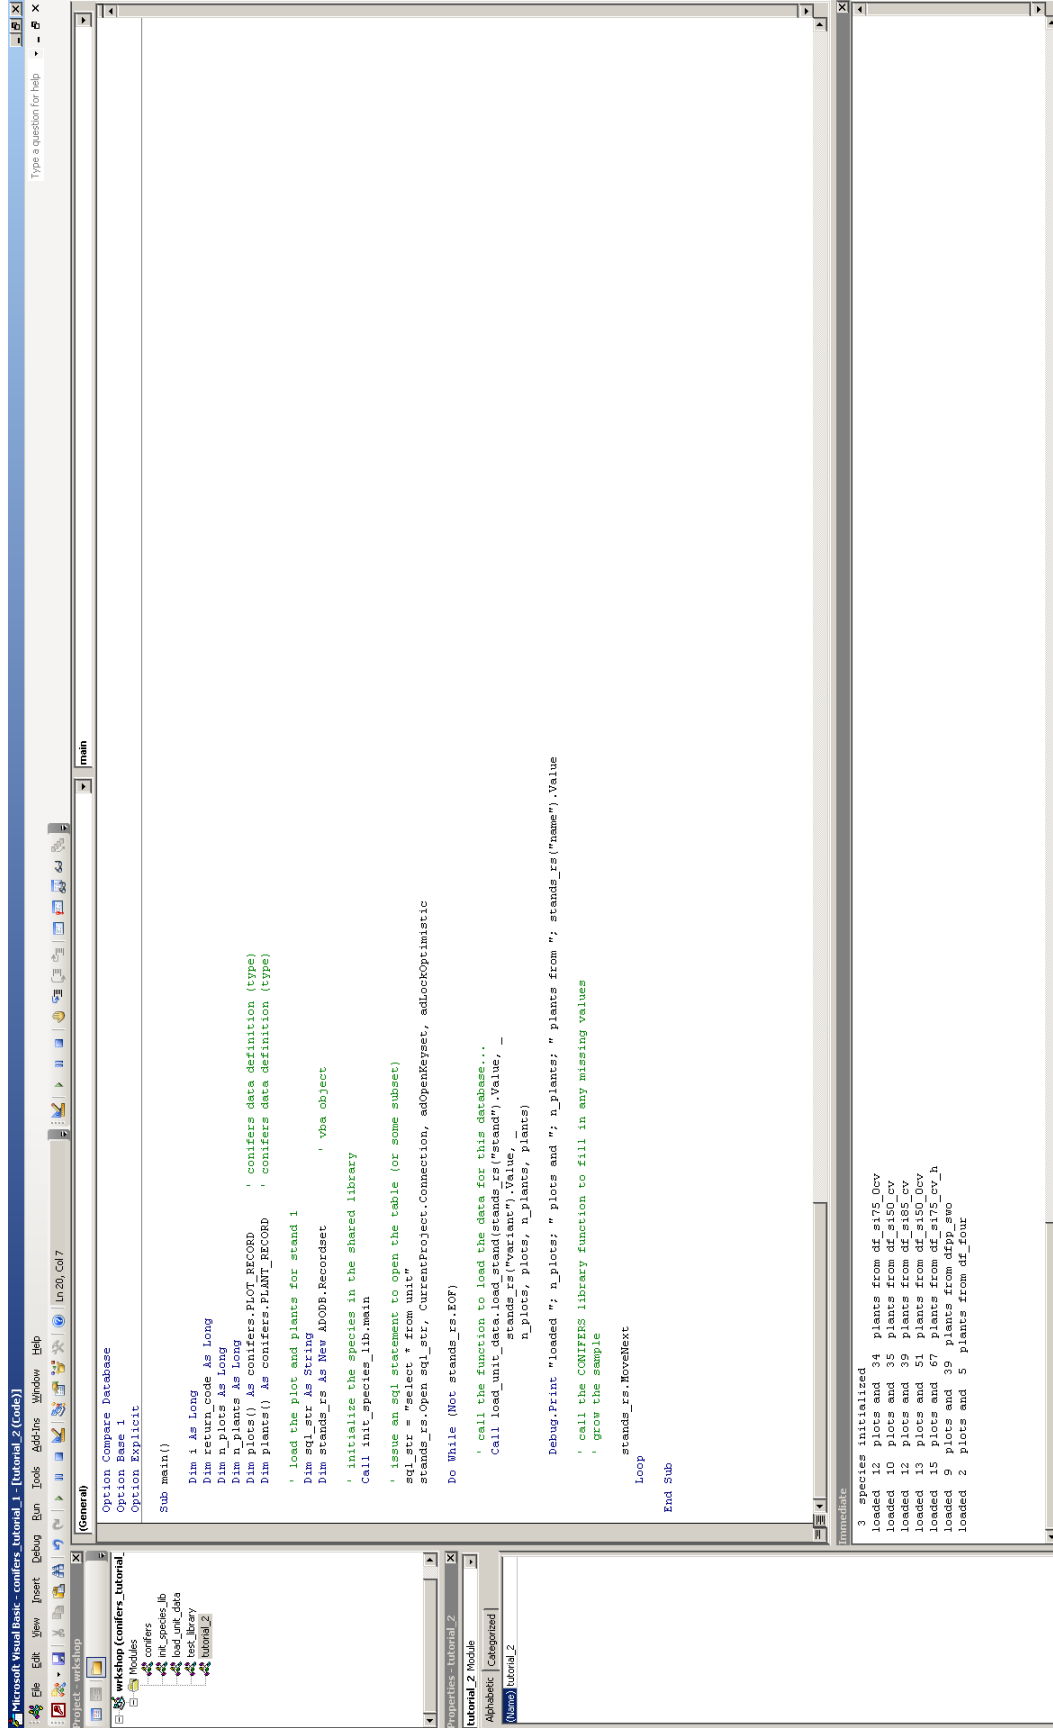 Microsoft Visual Basic - conifers_tutorial_1 - [tutorial_2 (Code)]
File Edit View Insert Debug Run Tools Add-Ins Window Help
Type a question for help
Ln 20, Col 7
Project - wrkshop
wrkshop (conifers_tutorial_
Modules
conifers
init_species_lib
load_unit_data
test_library
tutorial_2
Properties - tutorial_2
tutorial_2 Module
Alphabetic Categorized
(Name) tutorial_2
(General)
main
Option Compare Database
Option Base 1
Option Explicit
Sub main()
Dim i As Long
Dim return_code As Long
Dim n_plots As Long
Dim n_plants As Long
Dim plots() As conifers.PLOT_RECORD ' conifers data definition (type)
Dim plants() As conifers.PLANT_RECORD ' conifers data definition (type)
' load the plot and plants for stand 1
Dim sql_str As String
Dim stands_rs As New ADODB.Recordset ' vba object
' initialize the species in the shared library
Call init_species_lib.main
' issue an sql statement to open the table (or some subset)
sql_str = "select * from unit"
stands_rs.Open sql_str, CurrentProject.Connection, adOpenKeyset, adLockOptimistic
Do While (Not stands_rs.EOF)
' call the function to load the data for this database...
Call load_unit_data.load_stand(stands_rs("stand").Value, _
stands_rs("variant").Value, _
n_plots, plots, n_plants, plants)
Debug.Print "loaded "; n_plots; " plots and "; n_plants; " plants from "; stands_rs("name").Value
' call the CONIFERS library function to fill in any missing values
' grow the sample
stands_rs.MoveNext
Loop
End Sub
Immediate
3 species initialized
loaded 12 plots and 34 plants from df_si75_0cv
loaded 10 plots and 35 plants from df_si50_cv
loaded 12 plots and 39 plants from df_si85_cv
loaded 13 plots and 51 plants from df_si50_0cv
loaded 15 plots and 67 plants from df_si75_cv_h
loaded 9 plots and 39 plants from dfpp_swo
loaded 2 plots and 5 plants from df_four